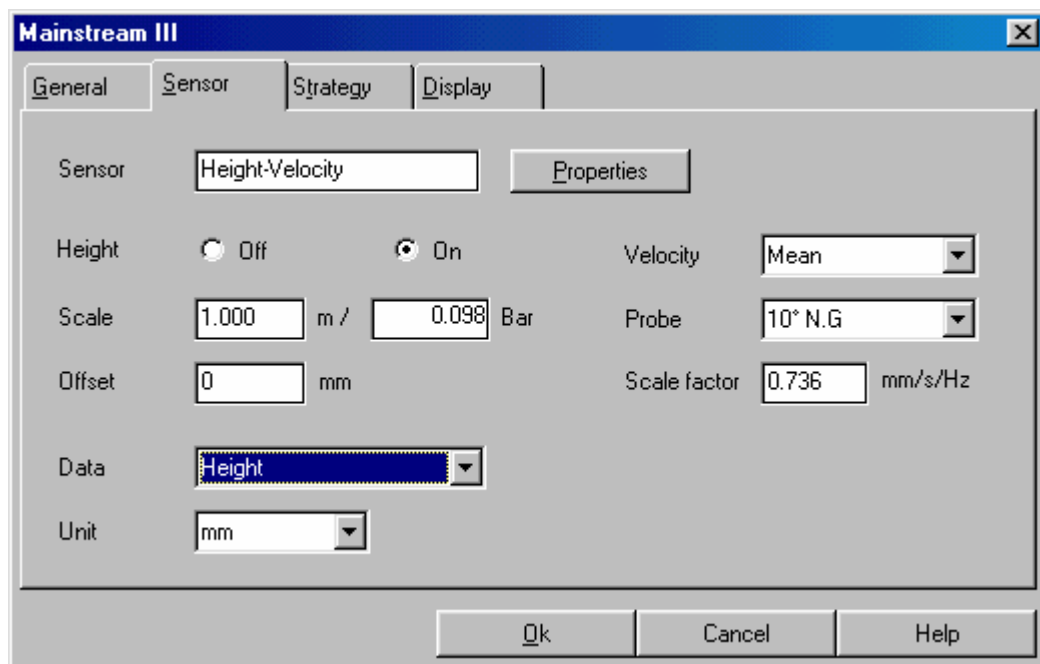 Mainstream III
General Sensor Strategy Display
Sensor Height-Velocity Properties
Height Off On Velocity Mean
Scale 1.000 m / 0.098 Bar Probe 10° N.G
Offset 0 mm Scale factor 0.736 mm/s/Hz
Data Height
Unit mm
Ok Cancel Help